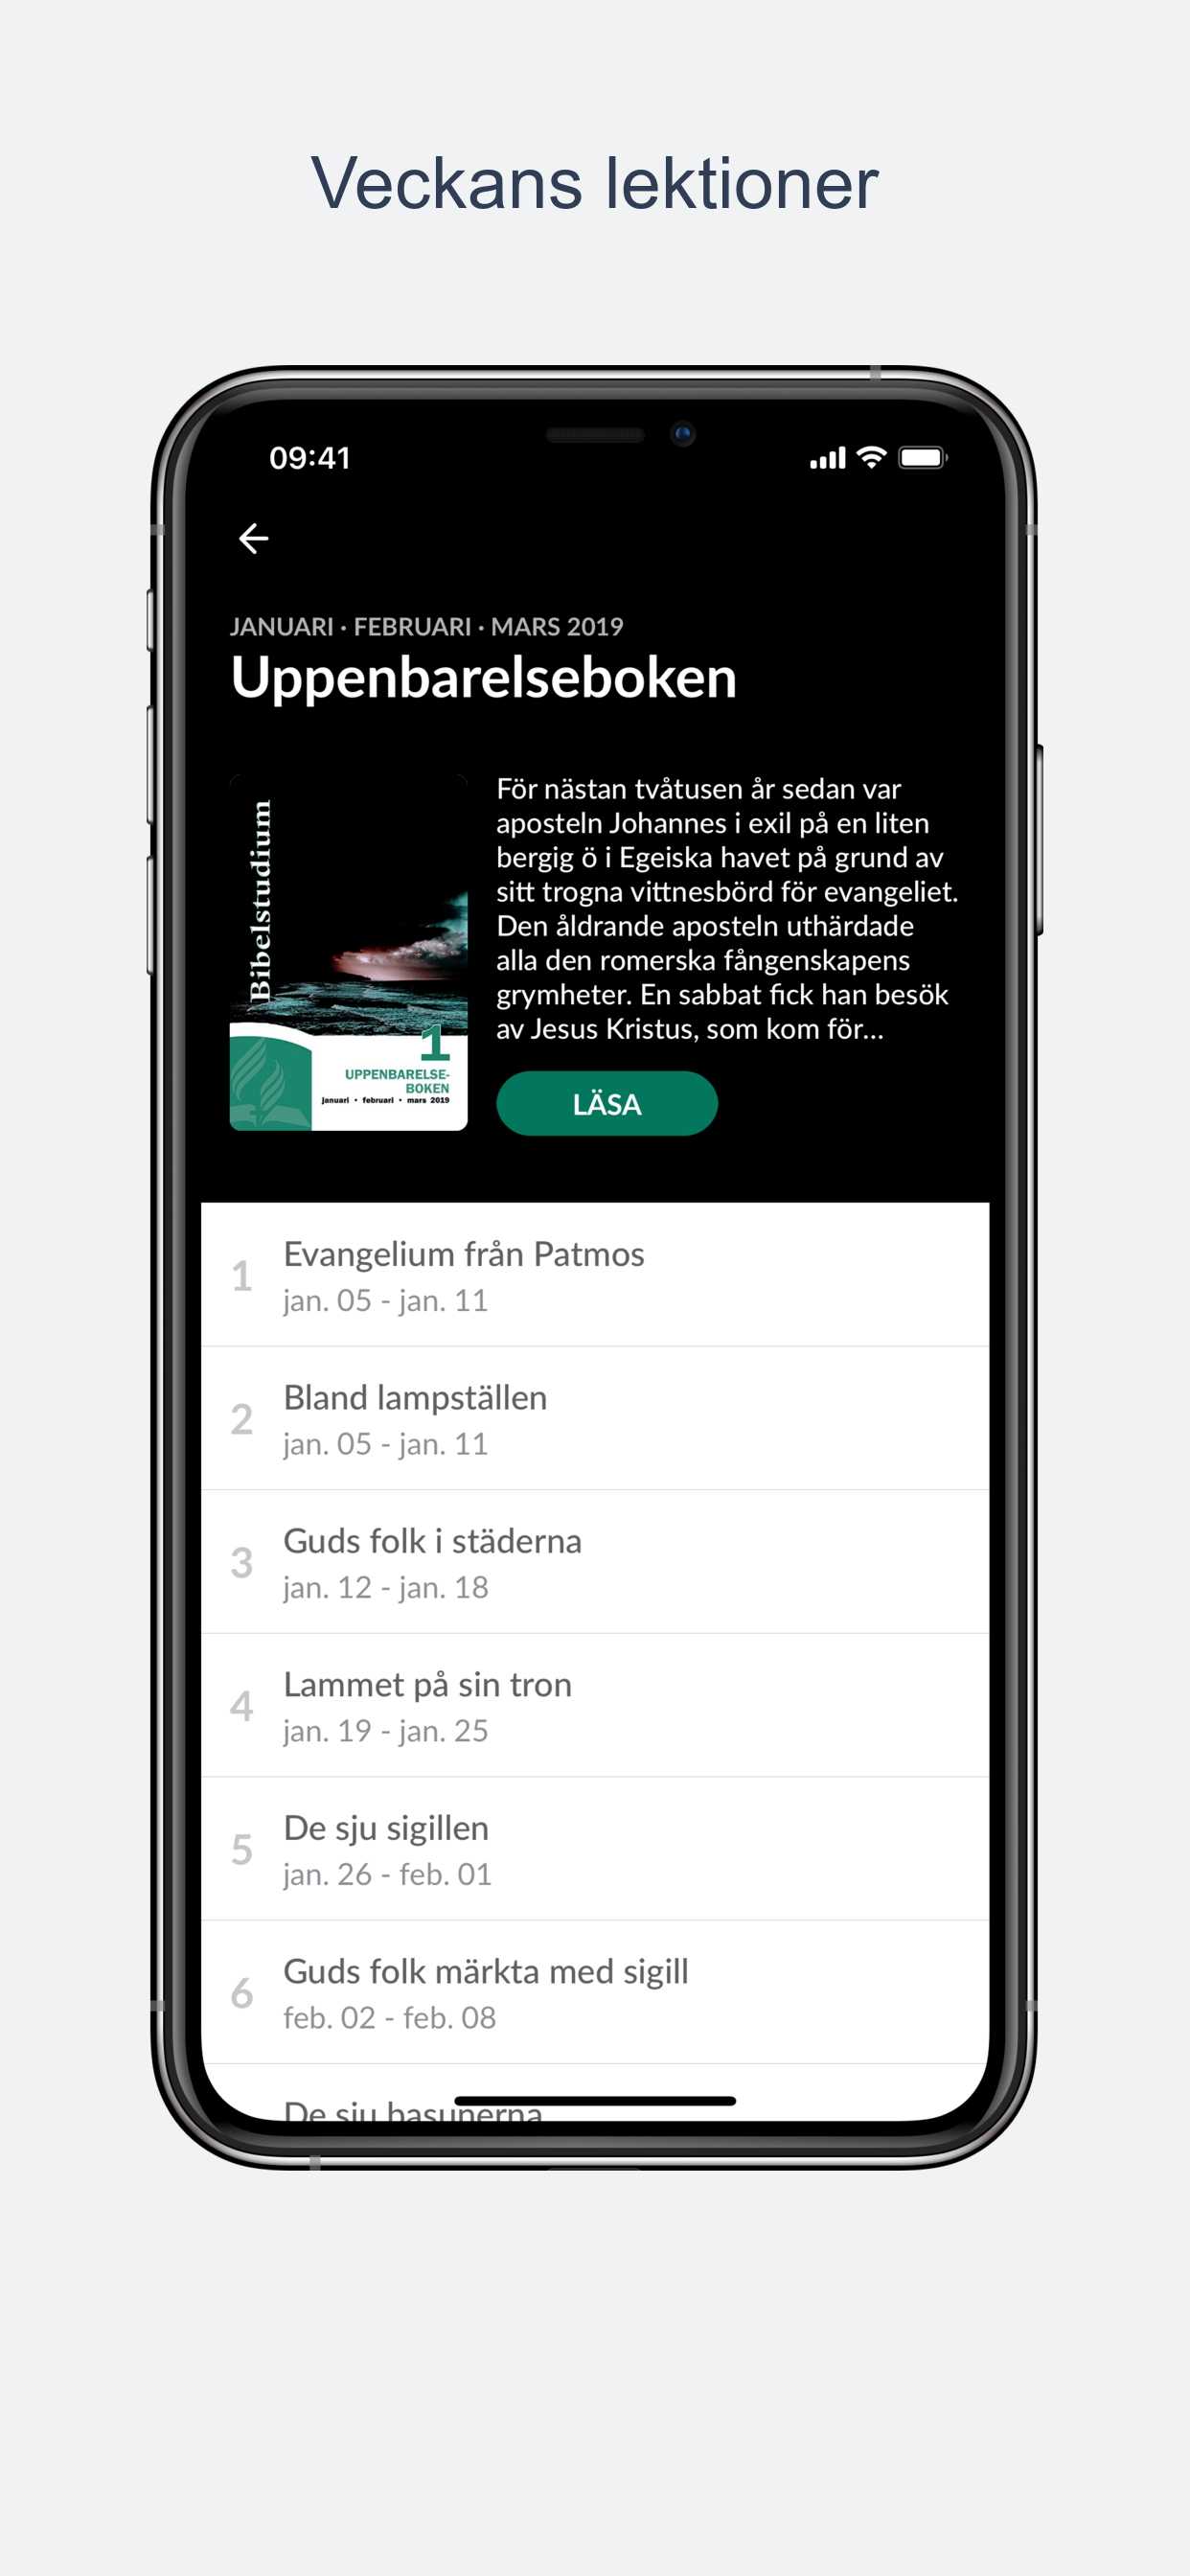 Veckans lektioner
09:41
JANUARI · FEBRUARI · MARS 2019
Uppenbarelseboken
Bibelstudium
1
UPPENBARELSE-
BOKEN
januari • februari • mars 2019
För nästan tvåtusen år sedan var
aposteln Johannes i exil på en liten
bergig ö i Egeiska havet på grund av
sitt trogna vittnesbörd för evangeliet.
Den åldrande aposteln uthärdade
alla den romerska fångenskapens
grymheter. En sabbat fick han besök
av Jesus Kristus, som kom för...
LÄSA
1
Evangelium från Patmos
jan. 05 - jan. 11
2
Bland lampställen
jan. 05 - jan. 11
3
Guds folk i städerna
jan. 12 - jan. 18
4
Lammet på sin tron
jan. 19 - jan. 25
5
De sju sigillen
jan. 26 - feb. 01
6
Guds folk märkta med sigill
feb. 02 - feb. 08
De sju basunerna